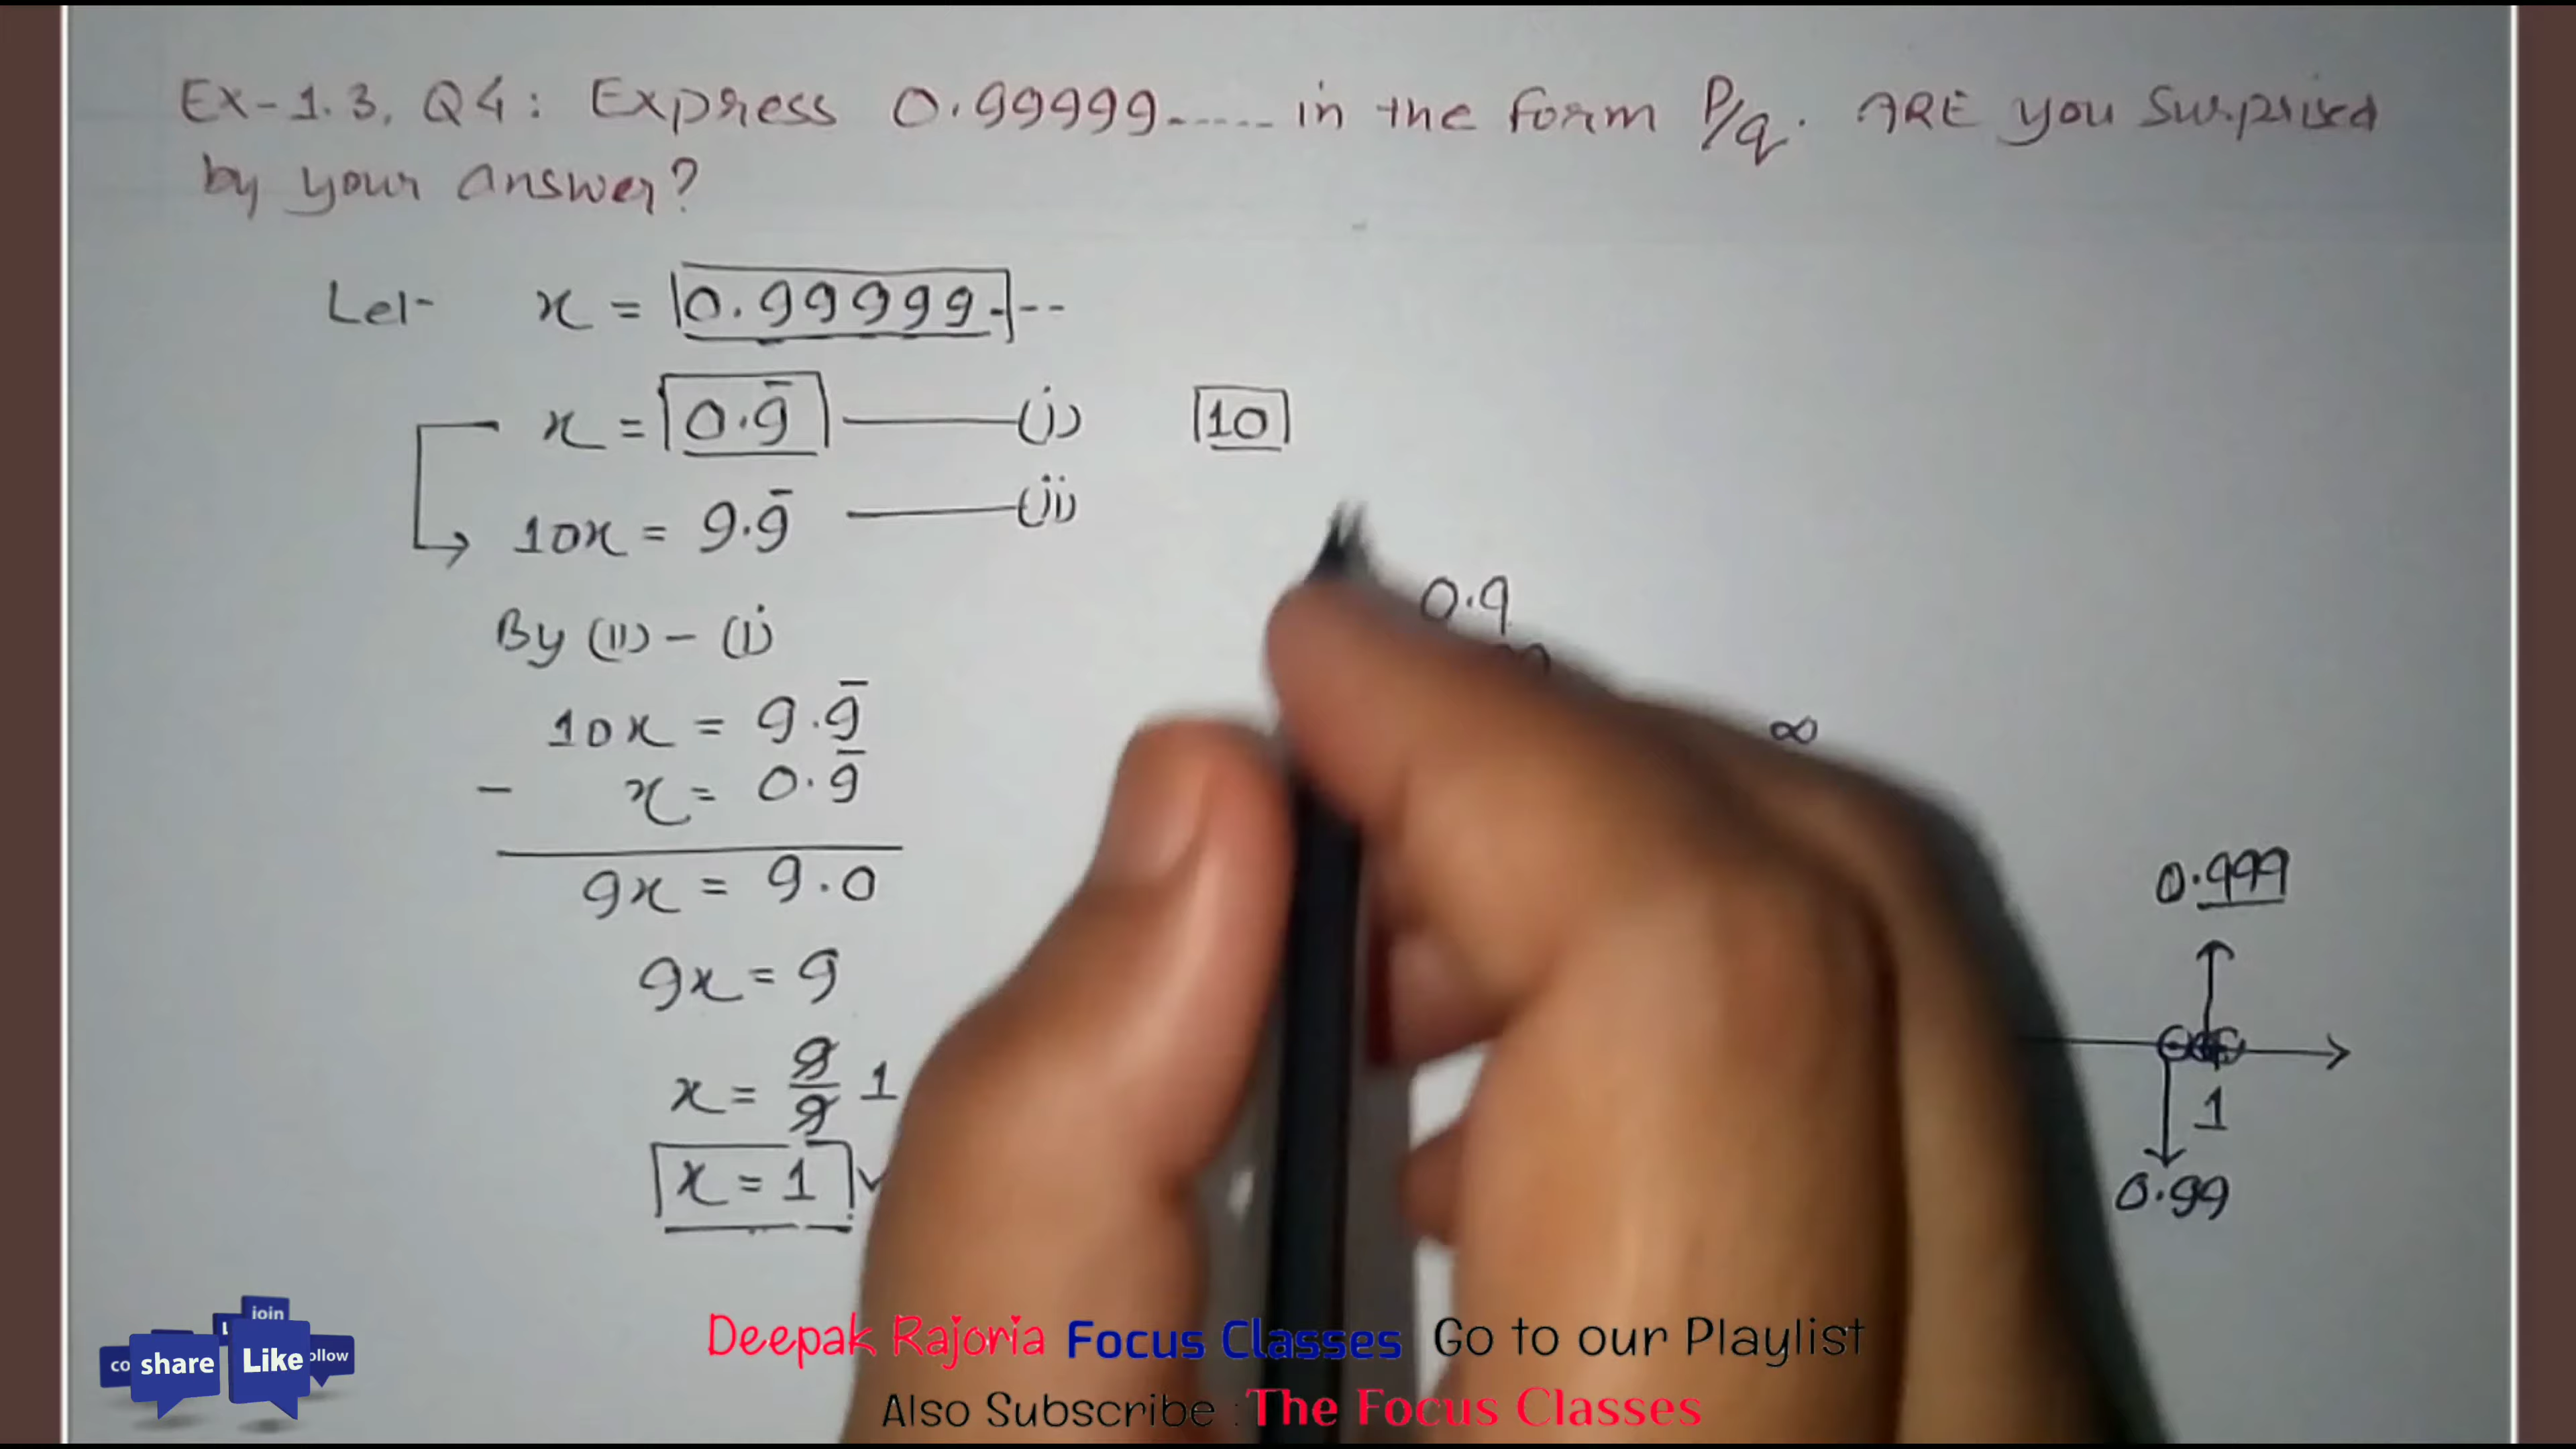 Ex-1.3, Q4: Express 0.99999...... in the form P/q. ARE you surprised
by your answer?
Let x = 0.99999---
x = 0.9̄ —— (i) 10
10x = 9.9̄ —— (ii)
By (ii) - (i)
0.9
10x = 9.9̄
∞
- x = 0.9̄
9x = 9.0
0.999
9x = 9
x = 9/9 1
1
x = 1 ✓
0.99
join
share Like ollow
co
Deepak Rajoria Focus Classes Go to our Playlist
Also Subscribe : The Focus Classes